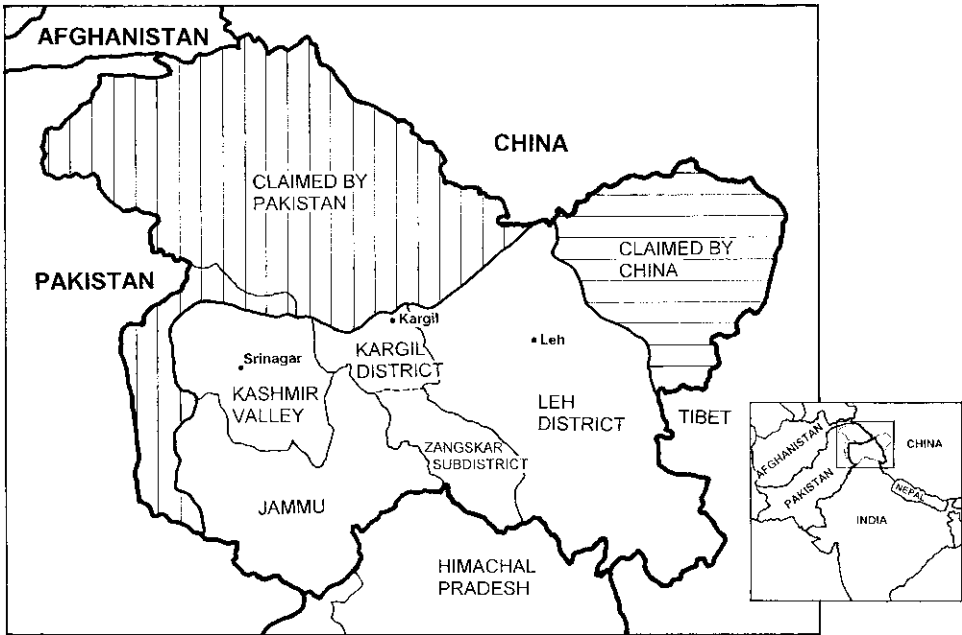 AFGHANISTAN
CHINA
CLAIMED BY
PAKISTAN
CLAIMED BY
CHINA
PAKISTAN
Kargil
Leh
Srinagar
KARGIL
DISTRICT
KASHMIR
VALLEY
LEH
DISTRICT
TIBET
ZANGSKAR
SUBDISTRICT
JAMMU
HIMACHAL
PRADESH
AFGHANISTAN
CHINA
PAKISTAN
NEPAL
INDIA